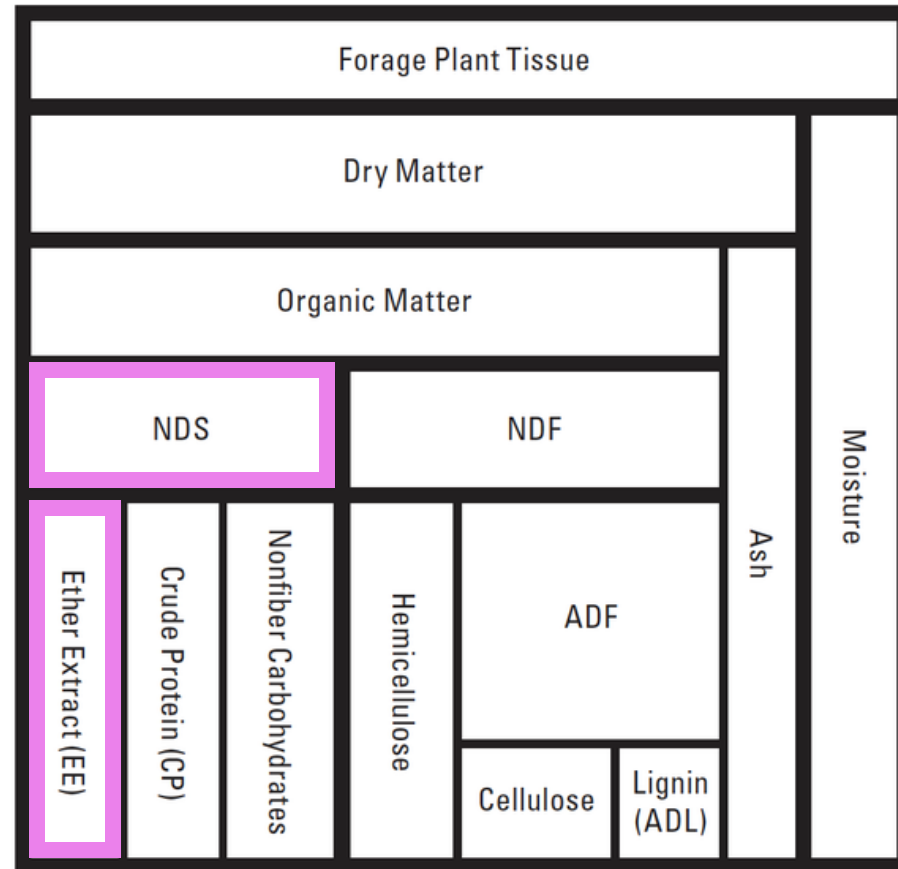 Forage Plant Tissue
Dry Matter
Organic Matter
NDS
NDF
Ether Extract (EE)
Crude Protein (CP)
Nonfiber Carbohydrates
Hemicellulose
ADF
Cellulose
Lignin
(ADL)
Ash
Moisture